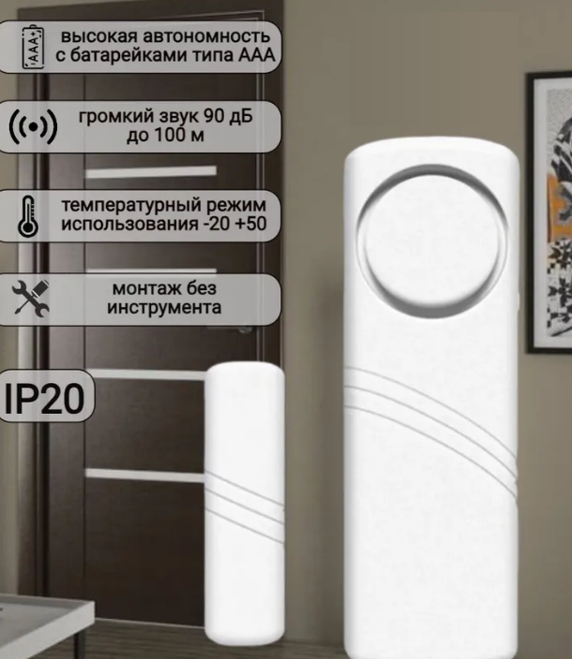 AAA
высокая автономность
с батарейками типа ААА
громкий звук 90 дБ
до 100 м
температурный режим
использования -20 +50
монтаж без
инструмента
IP20